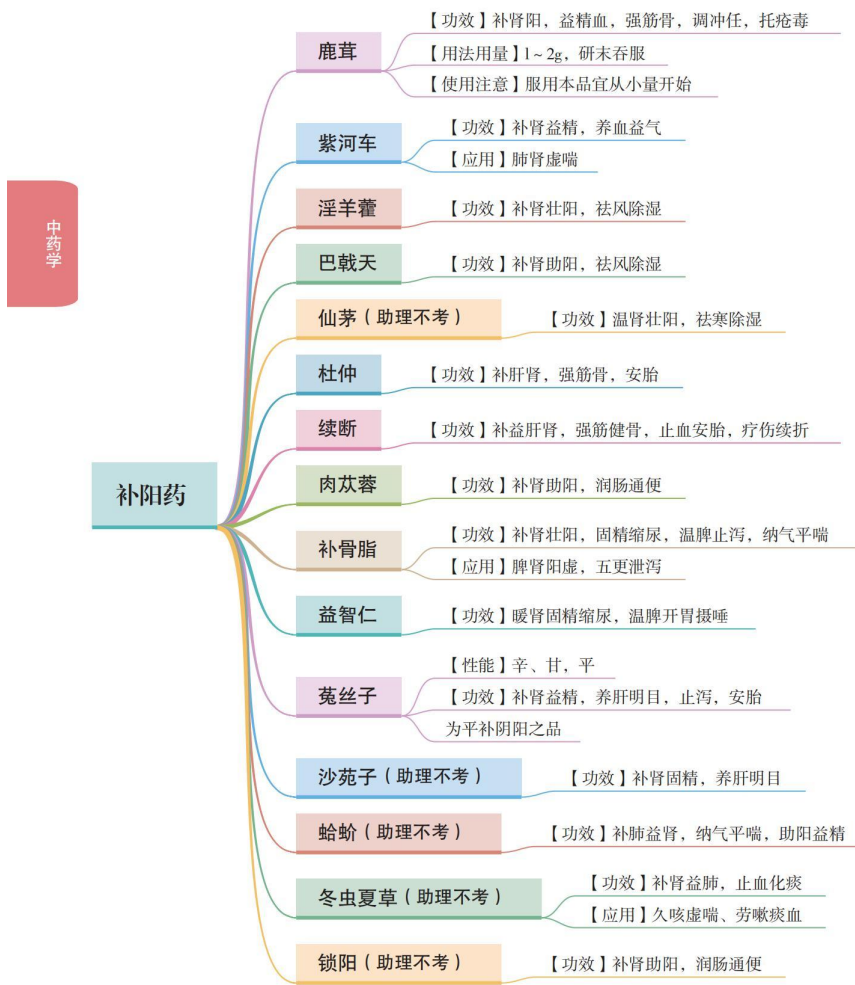 中药学
补阳药
鹿茸
【功效】补肾阳，益精血，强筋骨，调冲任，托疮毒
【用法用量】1~2g，研末吞服
【使用注意】服用本品宜从小量开始
紫河车
【功效】补肾益精，养血益气
【应用】肺肾虚喘
淫羊藿
【功效】补肾壮阳，祛风除湿
巴戟天
【功效】补肾助阳，祛风除湿
仙茅（助理不考）
【功效】温肾壮阳，祛寒除湿
杜仲
【功效】补肝肾，强筋骨，安胎
续断
【功效】补益肝肾，强筋健骨，止血安胎，疗伤续折
肉苁蓉
【功效】补肾助阳，润肠通便
补骨脂
【功效】补肾壮阳，固精缩尿，温脾止泻，纳气平喘
【应用】脾肾阳虚，五更泄泻
益智仁
【功效】暖肾固精缩尿，温脾开胃摄唾
菟丝子
【性能】辛、甘，平
【功效】补肾益精，养肝明目，止泻，安胎
为平补阴阳之品
沙苑子（助理不考）
【功效】补肾固精，养肝明目
蛤蚧（助理不考）
【功效】补肺益肾，纳气平喘，助阳益精
冬虫夏草（助理不考）
【功效】补肾益肺，止血化痰
【应用】久咳虚喘、劳嗽痰血
锁阳（助理不考）
【功效】补肾助阳，润肠通便